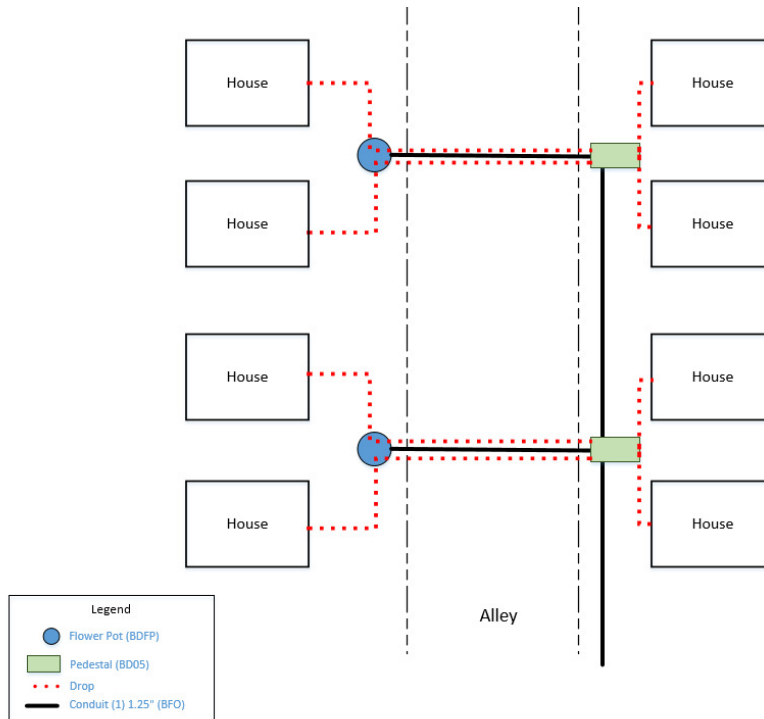 House
House
House
House
House
House
House
House
Alley
Legend
Flower Pot (BDFP)
Pedestal (BD05)
Drop
Conduit (1) 1.25" (BFO)